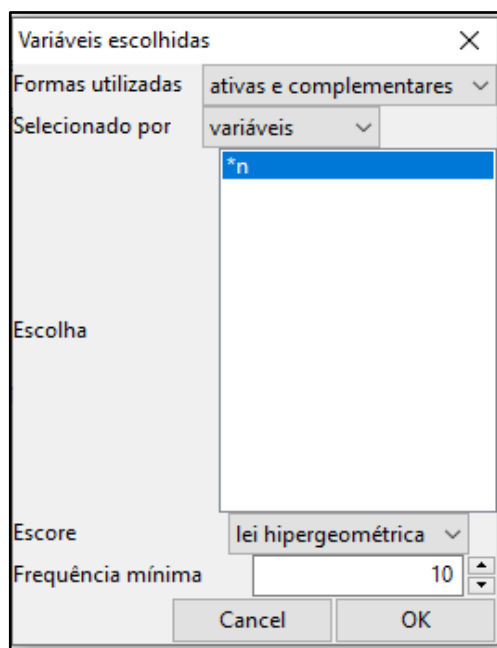 Variáveis escolhidas
Formas utilizadas ativas e complementares
Selecionado por variáveis
*n
Escolha
Escore lei hipergeométrica
Frequência mínima 10
Cancel OK